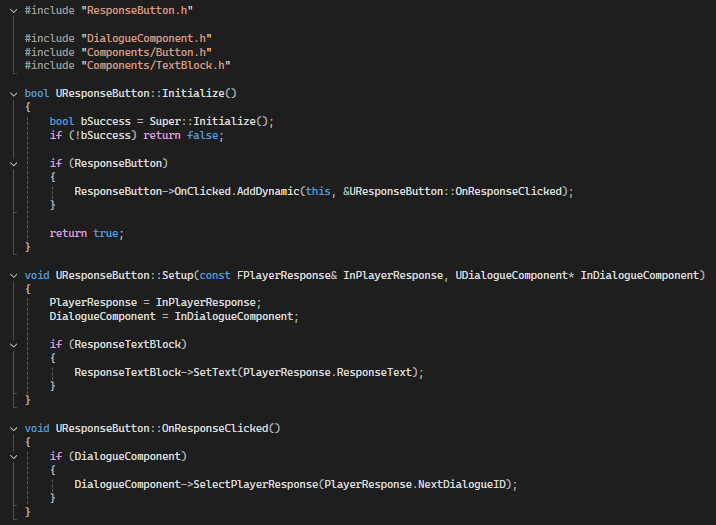 #include "ResponseButton.h"
#include "DialogueComponent.h"
#include "Components/Button.h"
#include "Components/TextBlock.h"
bool UResponseButton::Initialize()
{
bool bSuccess = Super::Initialize();
if (!bSuccess) return false;
if (ResponseButton)
{
ResponseButton->OnClicked.AddDynamic(this, &UResponseButton::OnResponseClicked);
}
return true;
}
void UResponseButton::Setup(const FPlayerResponse& InPlayerResponse, UDialogueComponent* InDialogueComponent)
{
PlayerResponse = InPlayerResponse;
DialogueComponent = InDialogueComponent;
if (ResponseTextBlock)
{
ResponseTextBlock->SetText(PlayerResponse.ResponseText);
}
}
void UResponseButton::OnResponseClicked()
{
if (DialogueComponent)
{
DialogueComponent->SelectPlayerResponse(PlayerResponse.NextDialogueID);
}
}